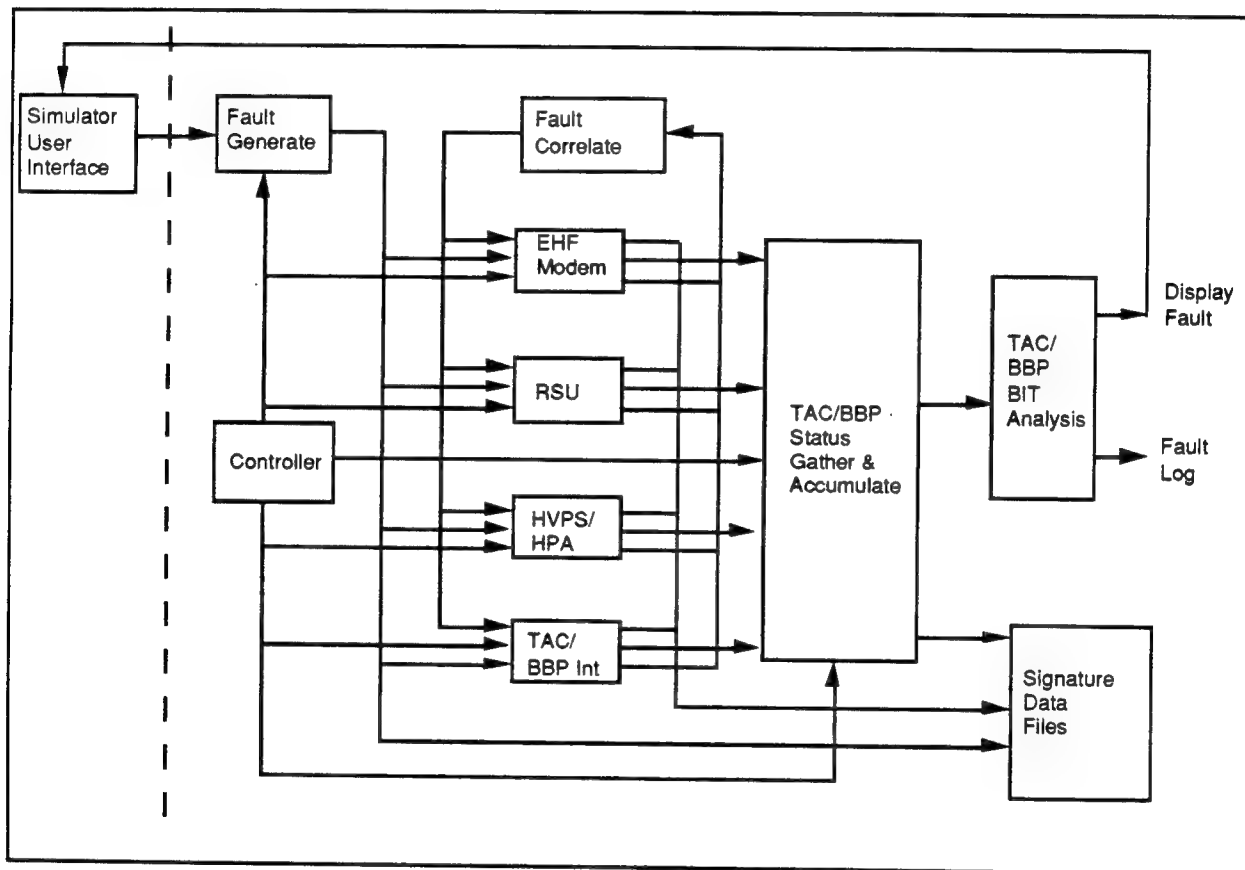 Simulator
User
Interface
Fault
Generate
Fault
Correlate
EHF
Modem
RSU
Controller
HVPS/
HPA
TAC/
BBP Int
TAC/BBP
Status
Gather &
Accumulate
TAC/
BBP
BIT
Analysis
Display
Fault
Fault
Log
Signature
Data
Files